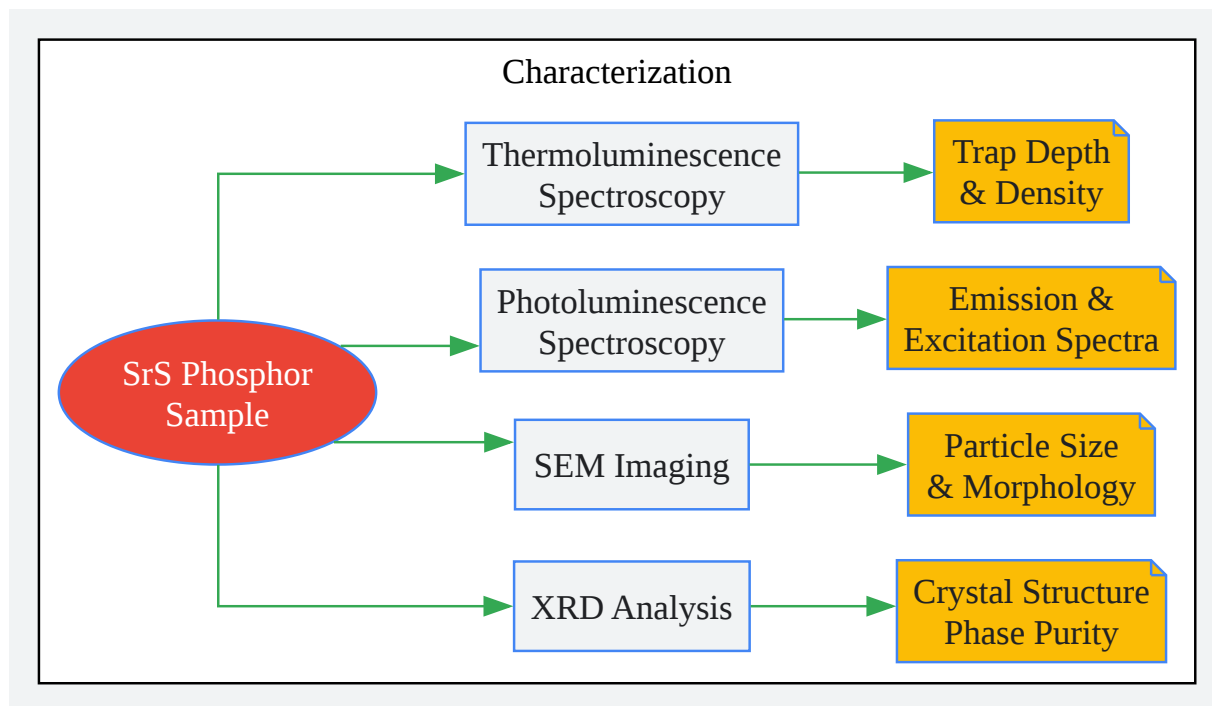 Characterization
Thermoluminescence
Spectroscopy
Trap Depth
& Density
Photoluminescence
Spectroscopy
Emission &
Excitation Spectra
SrS Phosphor
Sample
SEM Imaging
Particle Size
& Morphology
XRD Analysis
Crystal Structure
Phase Purity